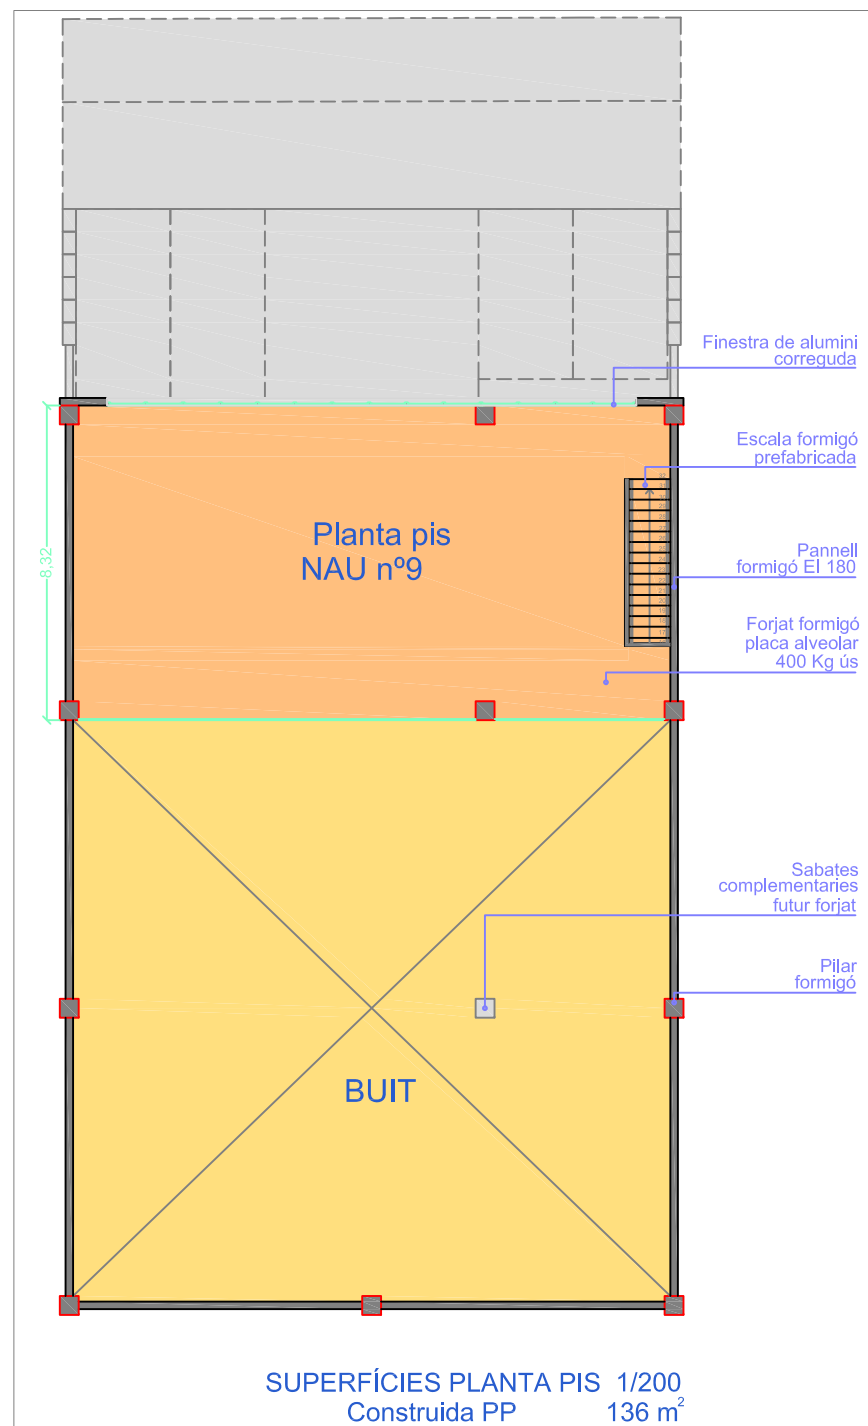 Finestra de alumini
correguda
Escala formigó
prefabricada
Planta pis
NAU nº9
8,32
Pannell
formigó EI 180
Forjat formigó
placa alveolar
400 Kg ús
Sabates
complementaries
futur forjat
Pilar
formigó
BUIT
SUPERFÍCIES PLANTA PIS 1/200
Construida PP 136 m²